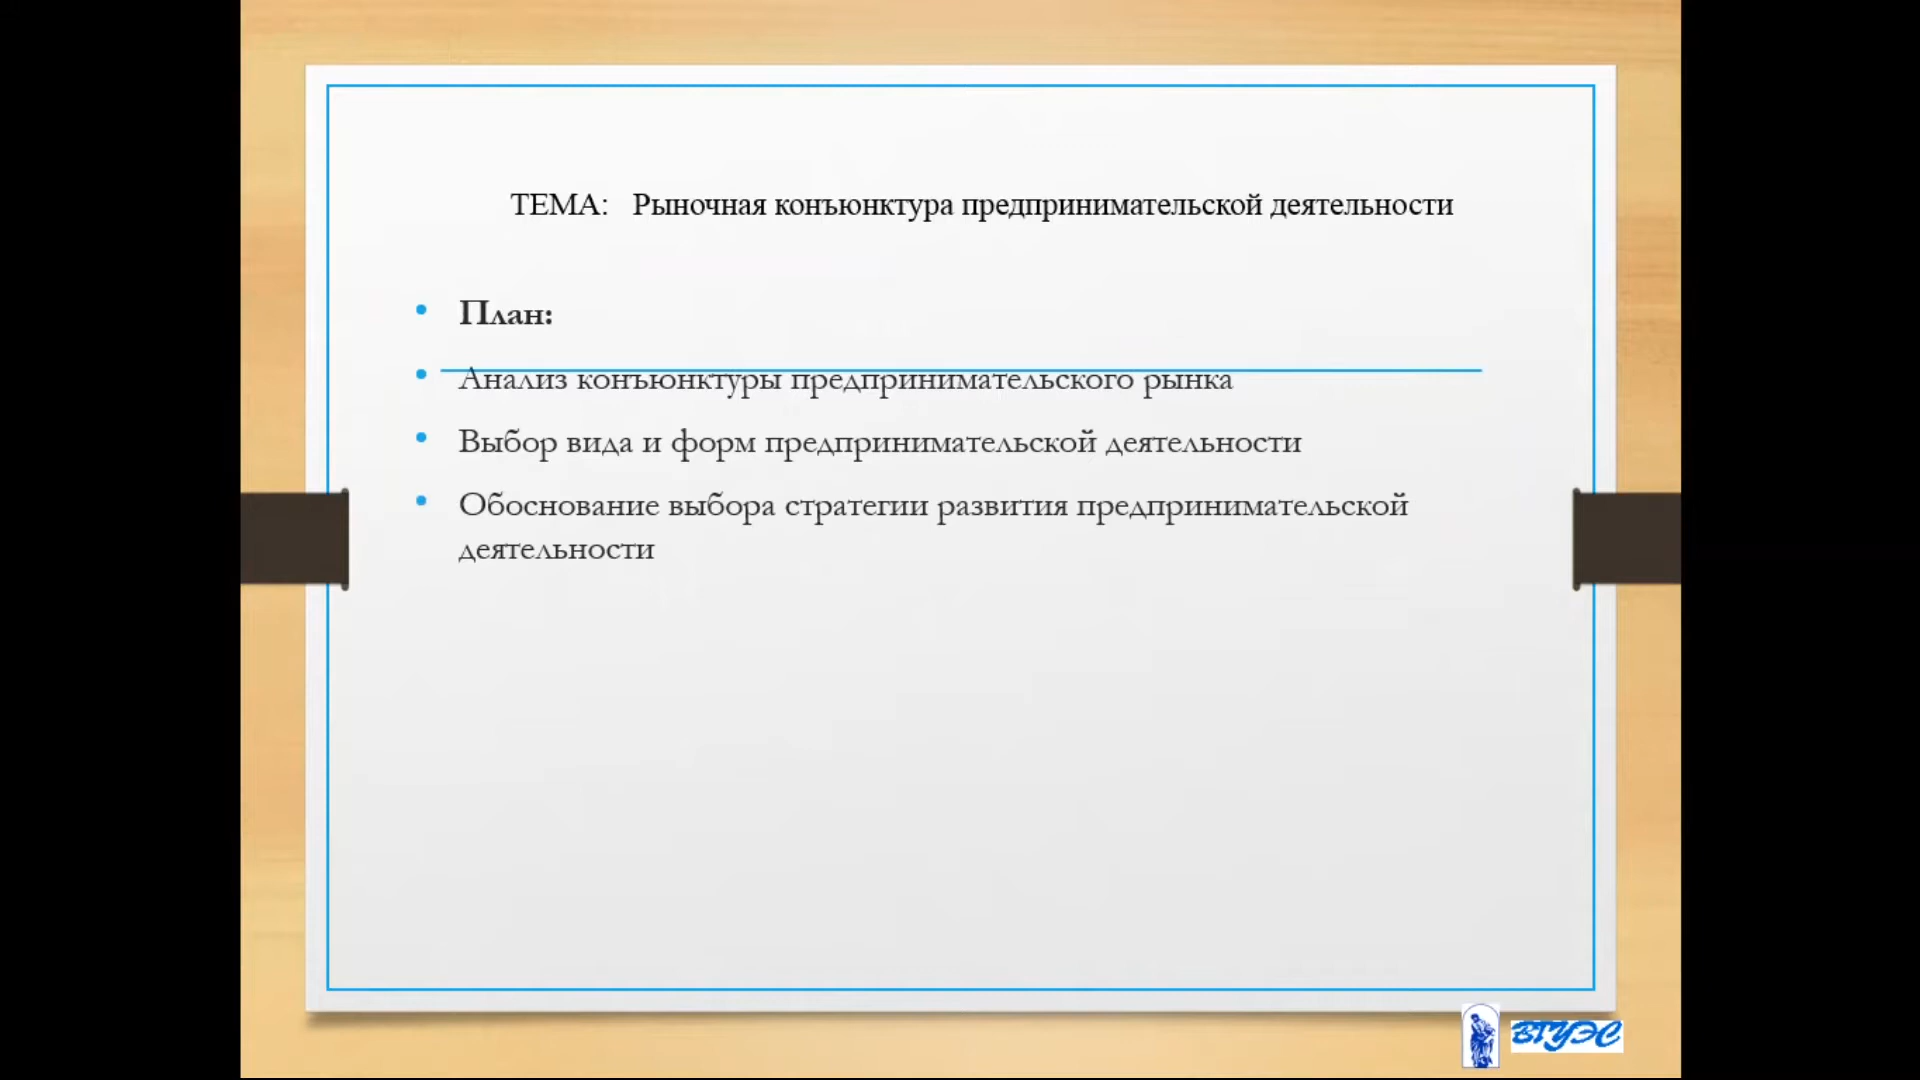 ТЕМА: Рыночная конъюнктура предпринимательской деятельности
План:
Анализ конъюнктуры предпринимательского рынка
Выбор вида и форм предпринимательской деятельности
Обоснование выбора стратегии развития предпринимательской
деятельности
ВГУЭС